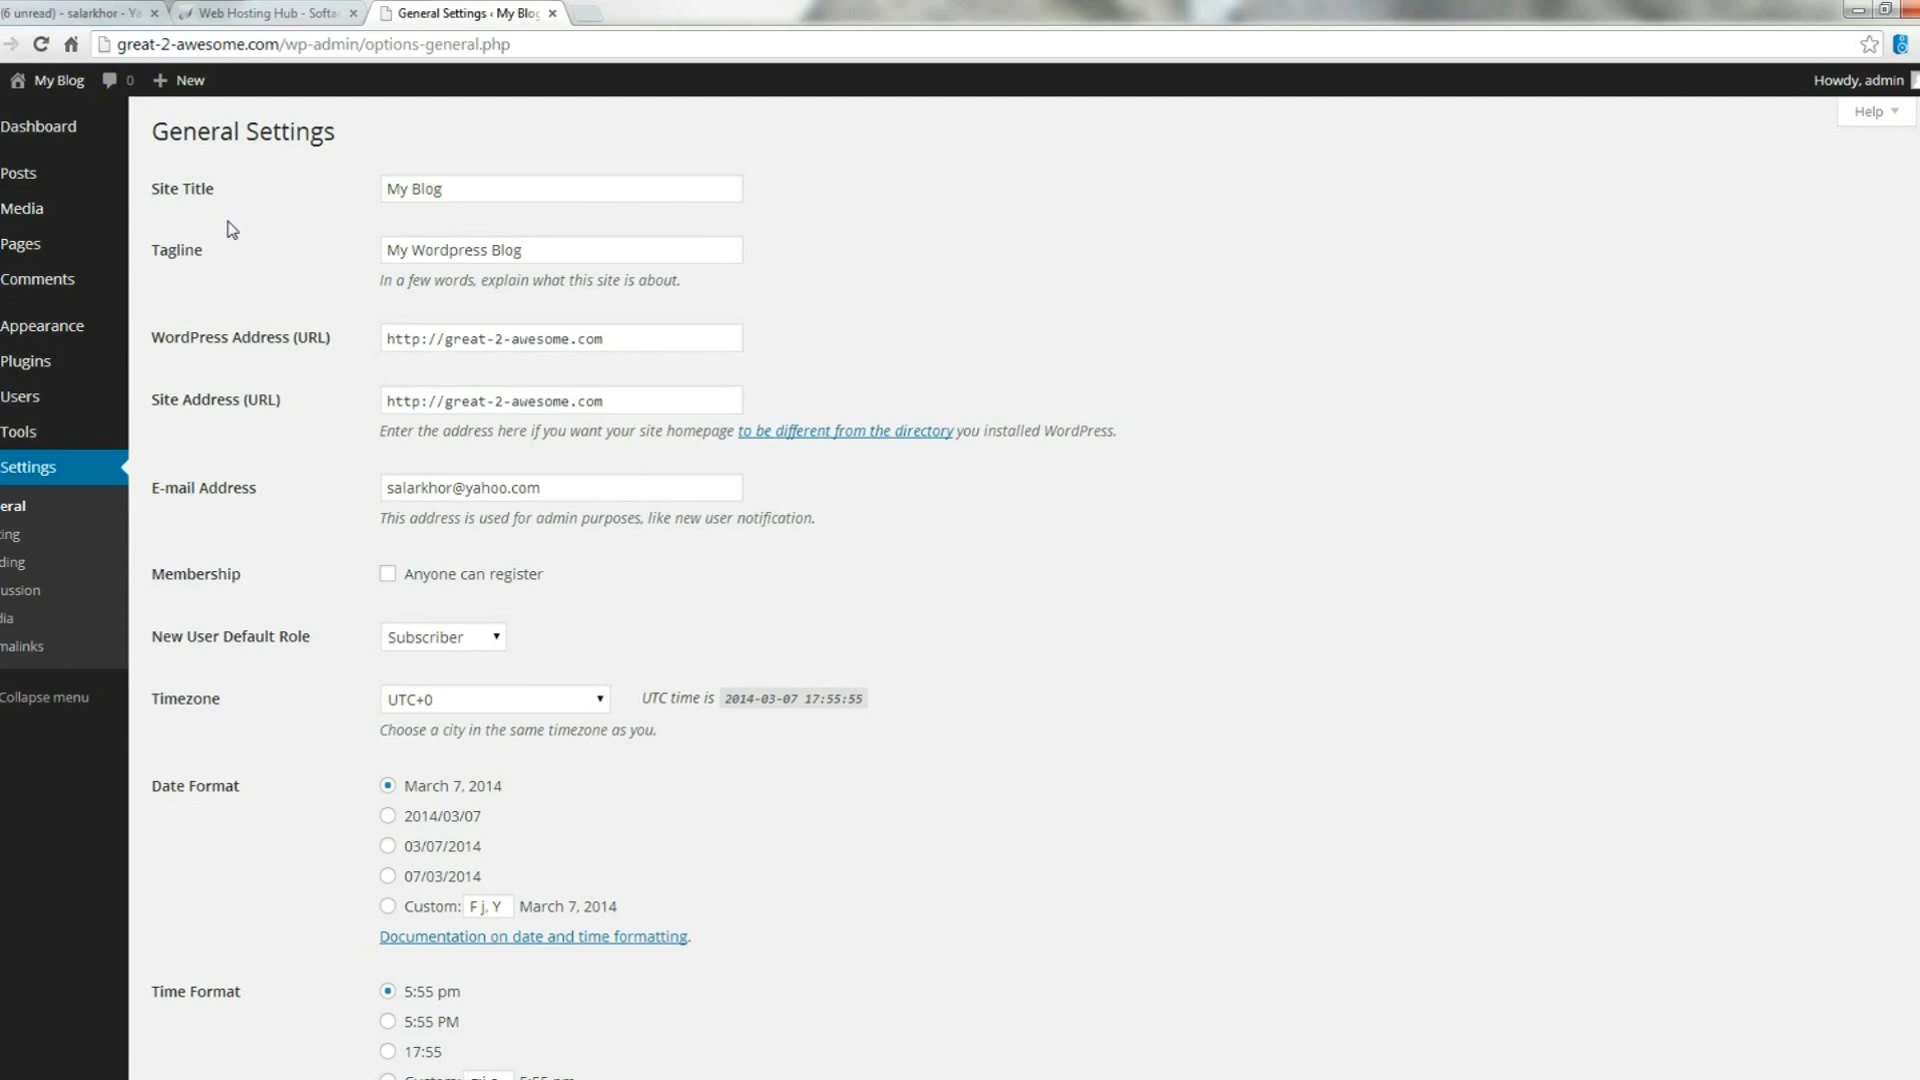 (6 unread) - salarkhor - Ya
Web Hosting Hub - Softa
General Settings ‹ My Blog
great-2-awesome.com/wp-admin/options-general.php
My Blog 0 + New Howdy, admin
Help
Dashboard
Posts
Media
Pages
Comments
Appearance
Plugins
Users
Tools
Settings
eral
ing
ding
ussion
dia
malinks
Collapse menu
General Settings
Site Title My Blog
Tagline My Wordpress Blog
In a few words, explain what this site is about.
WordPress Address (URL) http://great-2-awesome.com
Site Address (URL) http://great-2-awesome.com
Enter the address here if you want your site homepage to be different from the directory you installed WordPress.
E-mail Address salarkhor@yahoo.com
This address is used for admin purposes, like new user notification.
Membership Anyone can register
New User Default Role Subscriber
Timezone UTC+0 UTC time is 2014-03-07 17:55:55
Choose a city in the same timezone as you.
Date Format March 7, 2014
2014/03/07
03/07/2014
07/03/2014
Custom: F j, Y March 7, 2014
Documentation on date and time formatting.
Time Format 5:55 pm
5:55 PM
17:55